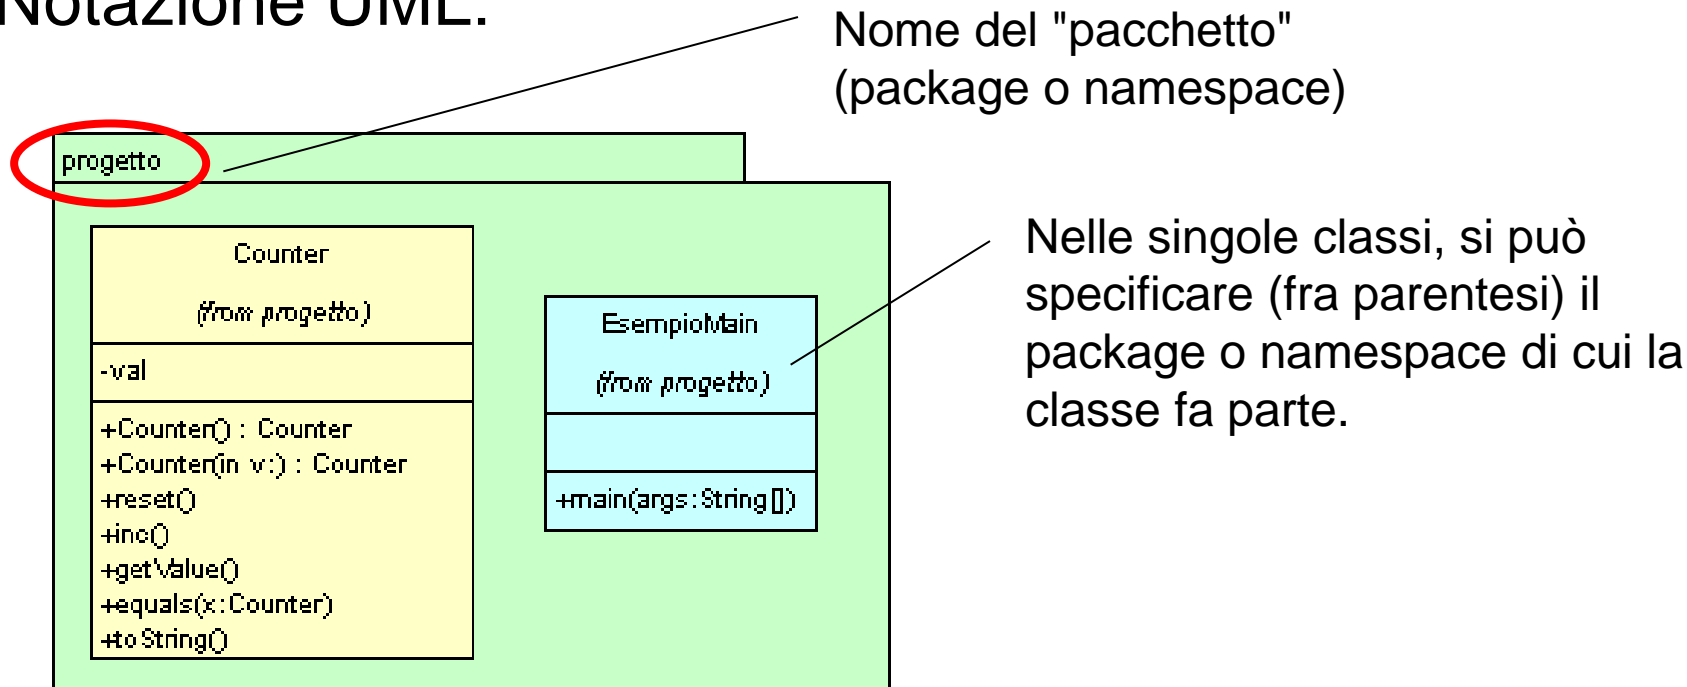 Notazione UML:
Nome del "pacchetto"
(package o namespace)
progetto
Counter
(from progetto)
-val
+Counter() : Counter
+Counter(in v:) : Counter
+reset()
+inc()
+getValue()
+equals(x:Counter)
+toString()
EsempioMain
(from progetto)
+main(args:String[])
Nelle singole classi, si può
specificare (fra parentesi) il
package o namespace di cui la
classe fa parte.